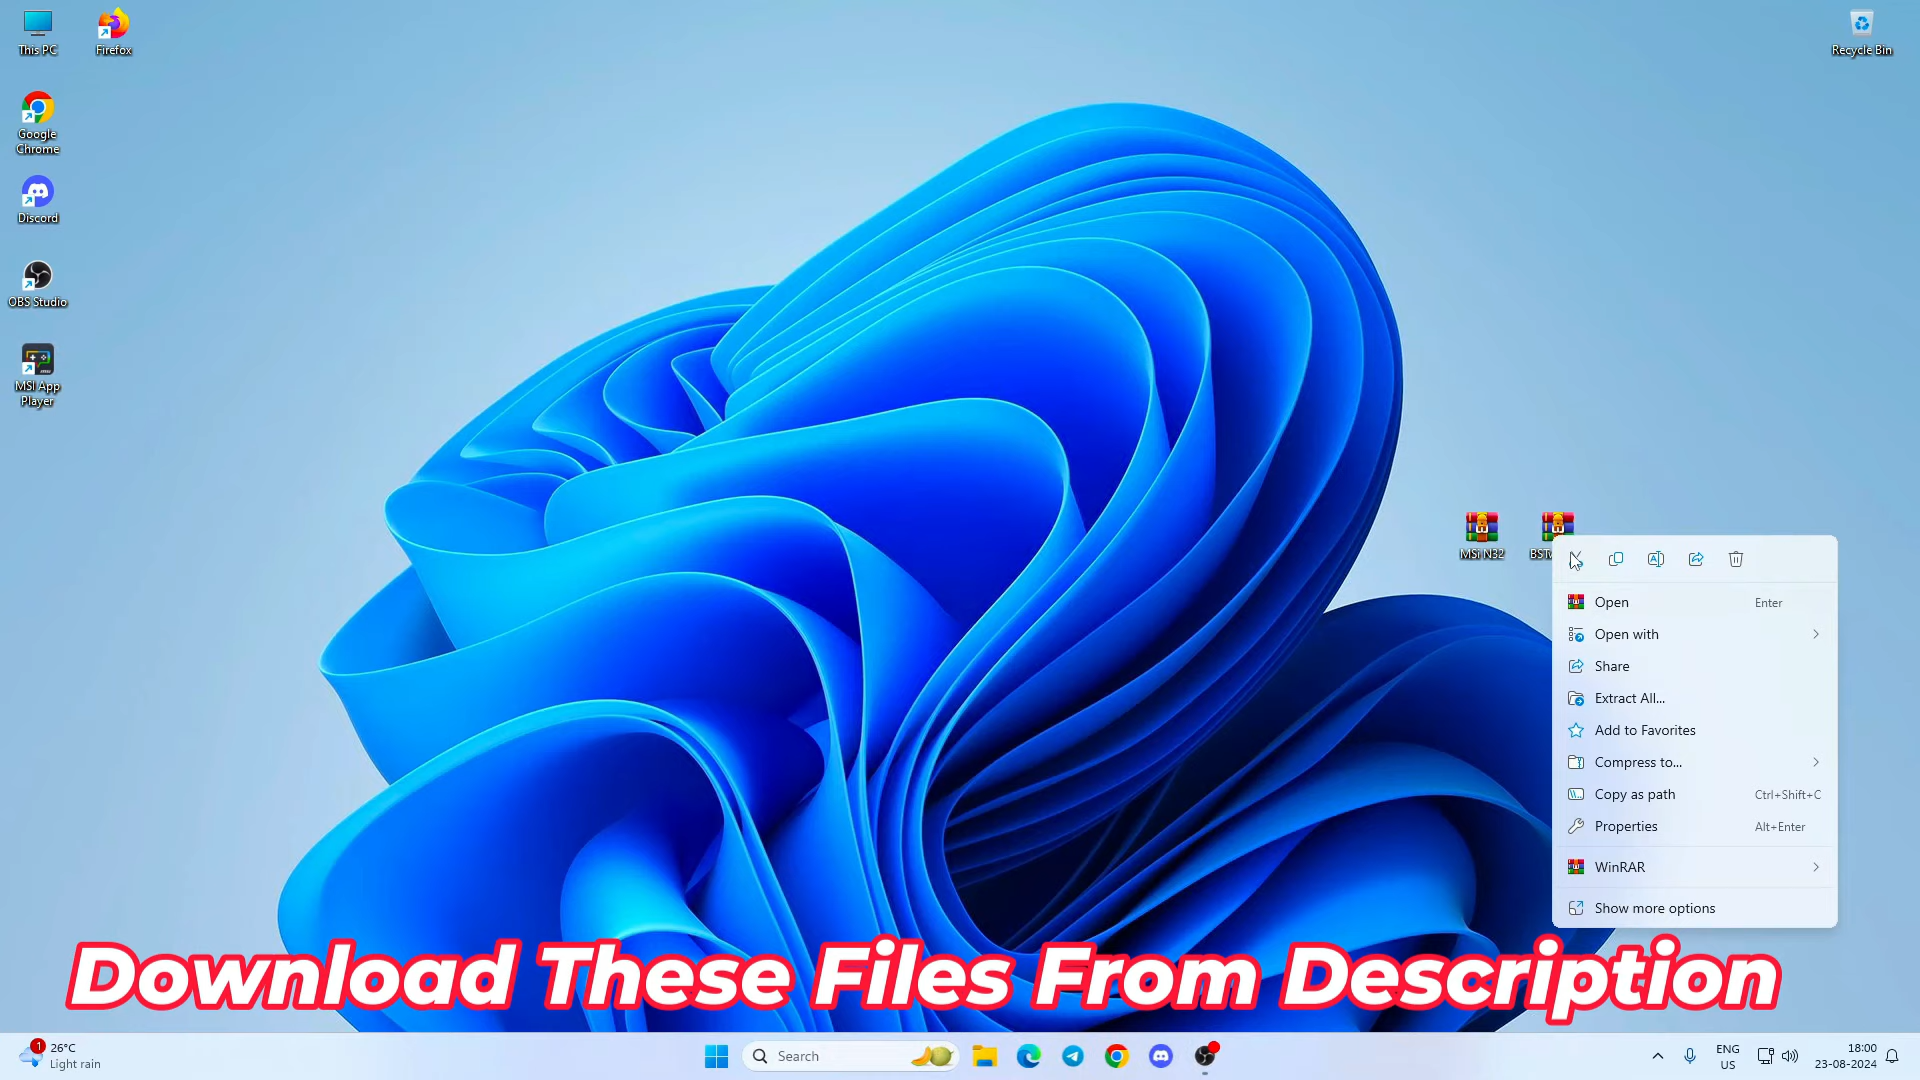 This PC
Firefox
Recycle Bin
Google
Chrome
Discord
OBS Studio
MSI App
Player
MSi N32
Open Enter
Open with
Share
Extract All...
Add to Favorites
Compress to...
Copy as path Ctrl+Shift+C
Properties Alt+Enter
WinRAR
Show more options
Download These Files From Description
1
26°C
Light rain
Search
ENG
US
18:00
23-08-2024